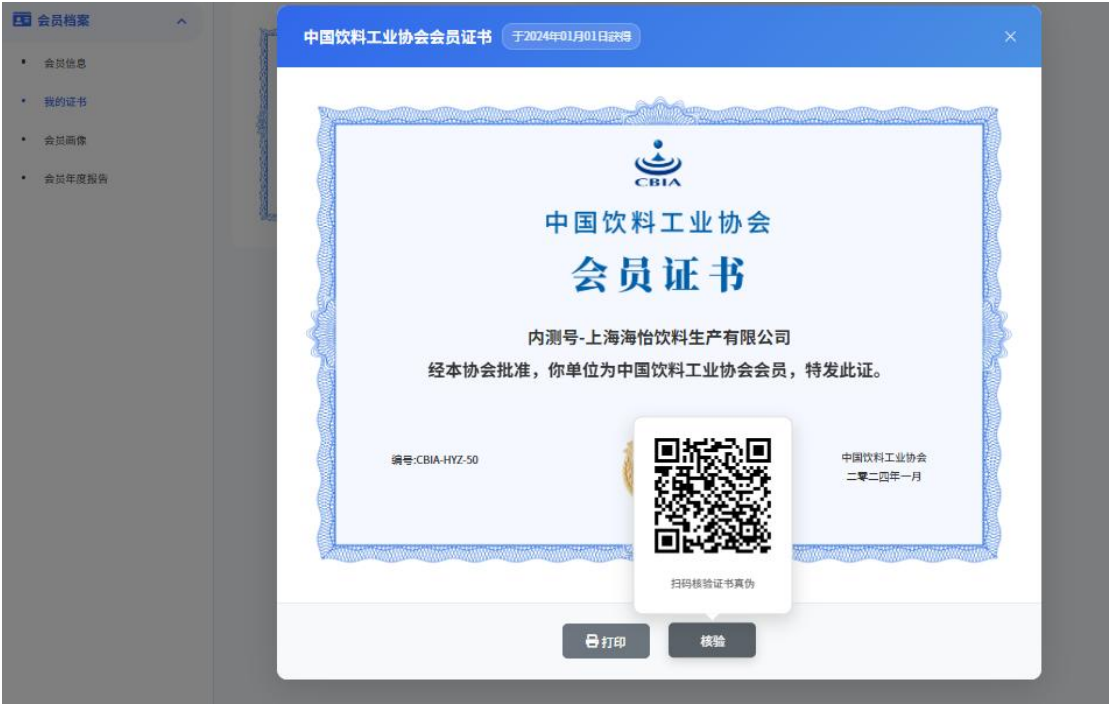 会员档案
会员信息
我的证书
会员画像
会员年度报告
中国饮料工业协会会员证书 于2024年01月01日获得
CBIA
中国饮料工业协会
会员证书
内测号-上海海怡饮料生产有限公司
经本协会批准，你单位为中国饮料工业协会会员，特发此证。
编号:CBIA-HYZ-50
中国饮料工业协会
二零二四年一月
扫码核验证书真伪
打印
核验